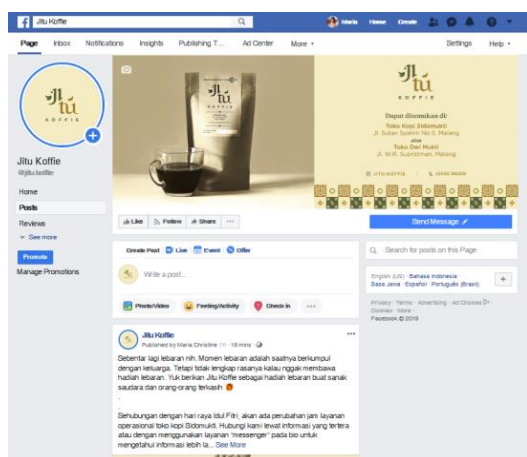 Jitu Koffie
Maria Home Create
Page Inbox Notifications Insights Publishing T... Ad Center More Settings Help
Jitu
KOFFIE
Jitu
KOFFIE
Dapat ditemukan di:
Toko Kopi Sidomukti
Jl. Sutan Syahrir No.5, Malang
atau
Toko Dwi Mukti
Jl. W.R. Supratman, Malang
JITU.KOFFIE
Jitu Koffie
@jitu.koffie
Home
Posts
Reviews
See more
Promote
Manage Promotions
Like Follow Share ...
Send Message
Create Post Live Event Offer
Write a post...
Photo/Video Feeling/Activity Check in ...
Search for posts on this Page
English (US) · Bahasa Indonesia
Basa Jawa · Español · Português (Brasil)
Privacy · Terms · Advertising · Ad Choices
Cookies · More
Facebook © 2019
Jitu Koffie
Published by Maria Christine · 18 mins
Sebentar lagi lebaran nih. Momen lebaran adalah saatnya berkumpul
dengan keluarga. Tetapi tidak lengkap rasanya kalau nggak membawa
hadiah lebaran. Yuk berikan Jitu Koffie sebagai hadiah lebaran buat sanak
saudara dan orang-orang terkasih
.
.
Sehubungan dengan hari raya Idul Fitri, akan ada perubahan jam layanan
operasional toko kopi Sidomukti. Hubungi kami lewat informasi yang tertera
atau dengan menggunakan layanan "messenger" pada bio untuk
mengetahui informasi lebih la... See More